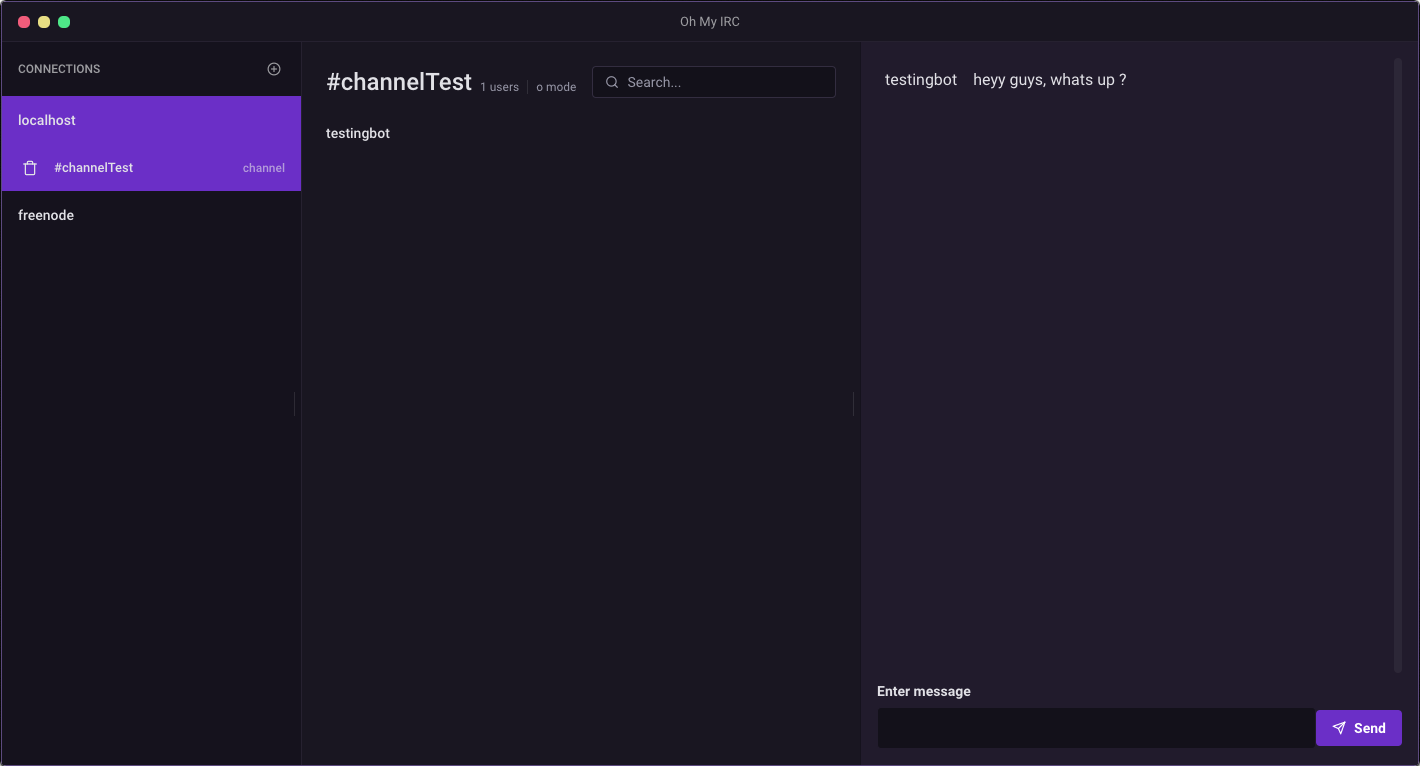 Oh My IRC
CONNECTIONS
localhost
#channelTest channel
freenode
#channelTest 1 users o mode Search...
testingbot
testingbot heyy guys, whats up ?
Enter message
Send